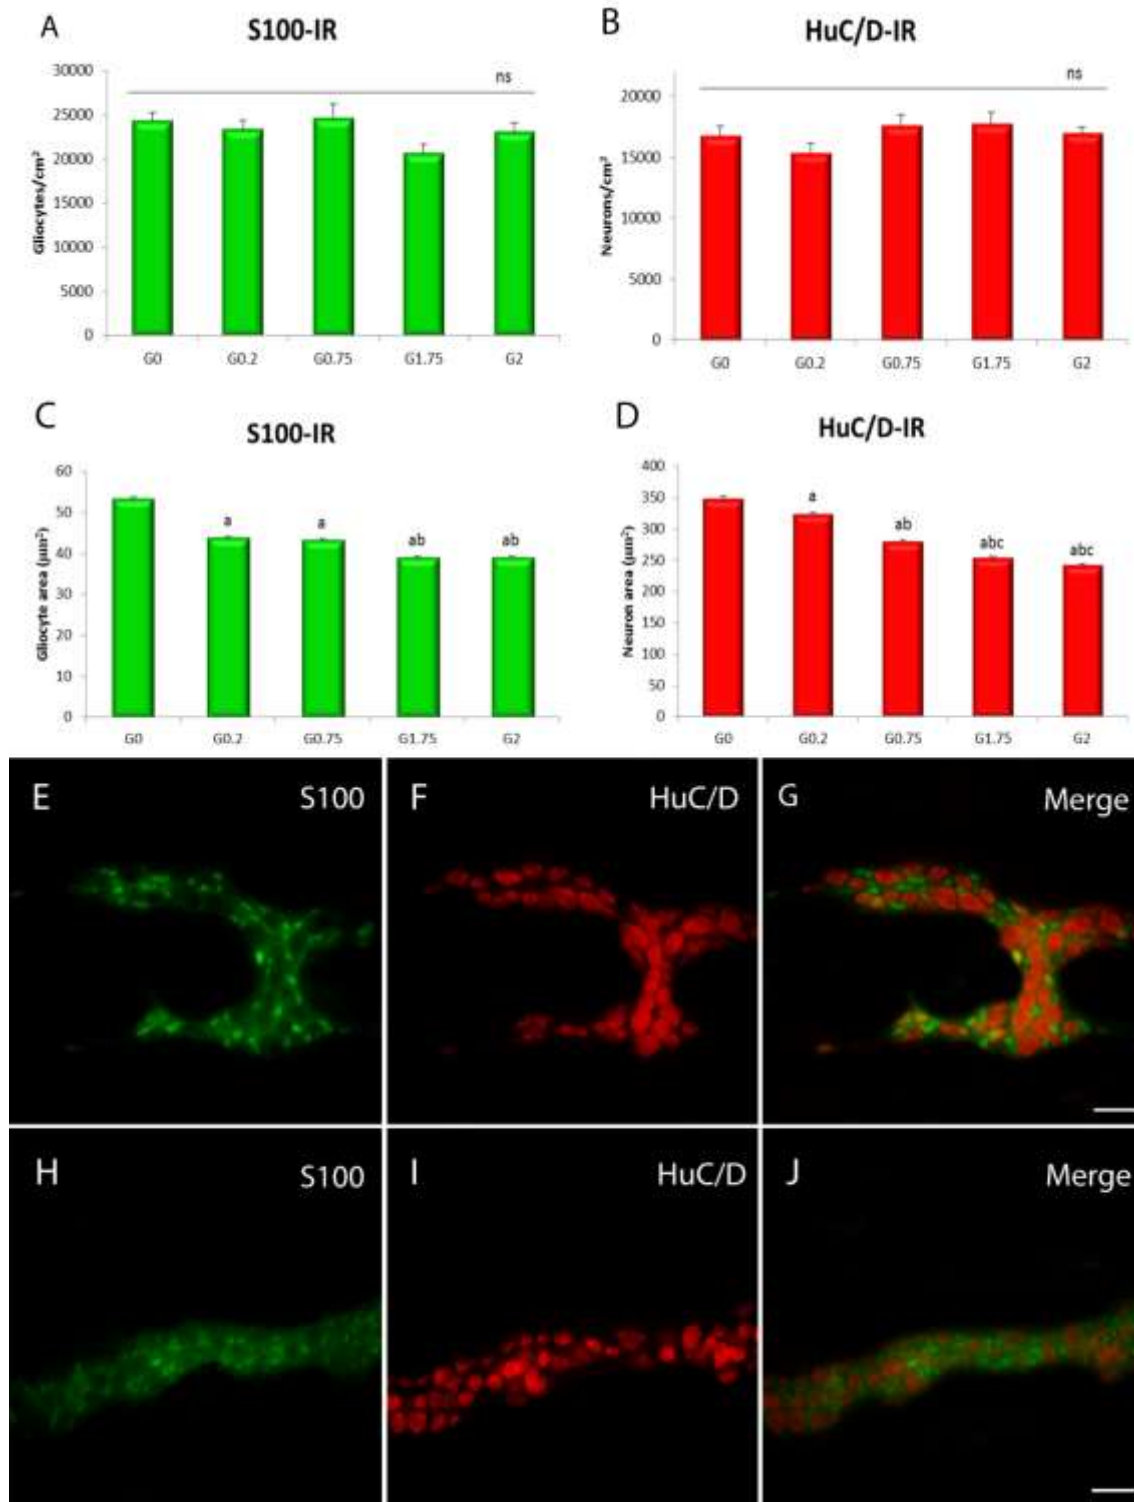 A
S100-IR
ns
Gliocytes/cm²
30000
25000
20000
15000
10000
5000
0
G0 G0.2 G0.75 G1.75 G2
B
HuC/D-IR
ns
Neurons/cm²
20000
15000
10000
5000
0
G0 G0.2 G0.75 G1.75 G2
C
S100-IR
Gliocyte area (µm²)
60
50
40
30
20
10
0
a a ab ab
G0 G0.2 G0.75 G1.75 G2
D
HuC/D-IR
Neuron area (µm²)
400
350
300
250
200
150
100
50
0
a ab abc abc
G0 G0.2 G0.75 G1.75 G2
E S100
F HuC/D
G Merge
H S100
I HuC/D
J Merge